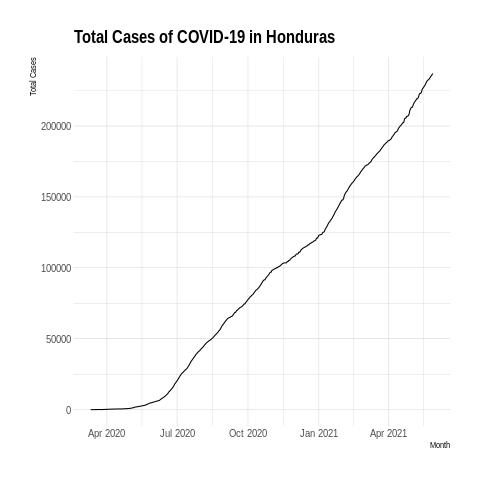 Total Cases of COVID-19 in Honduras
Total Cases
200000
150000
100000
50000
0
Apr 2020 Jul 2020 Oct 2020 Jan 2021 Apr 2021
Month